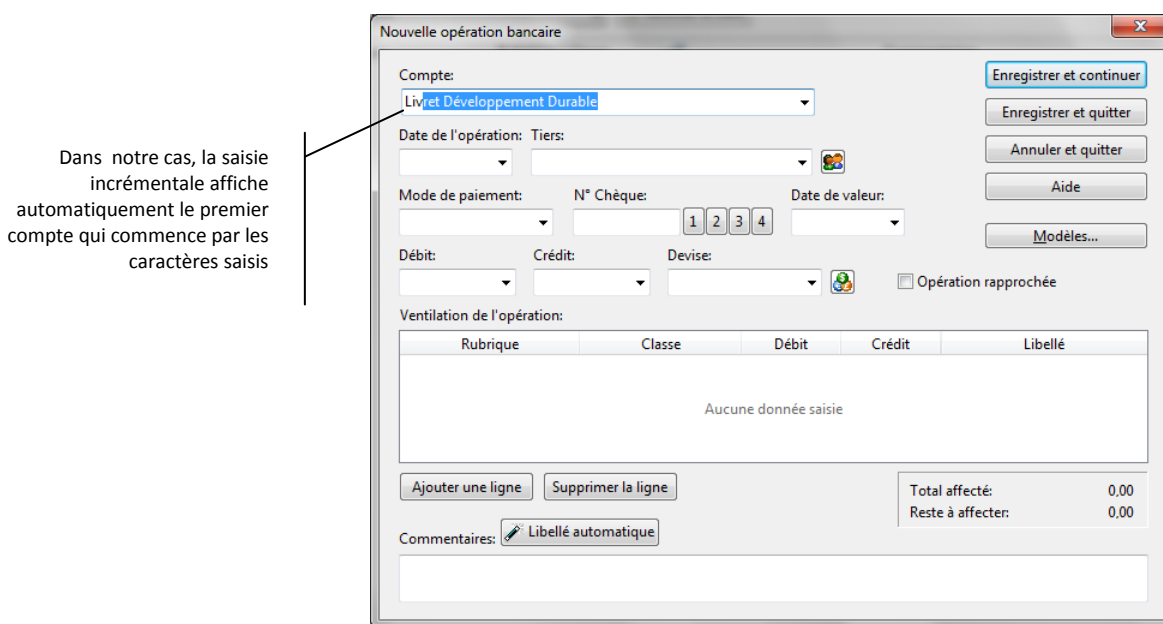 Nouvelle opération bancaire
Compte:
Livret Développement Durable
Enregistrer et continuer
Enregistrer et quitter
Annuler et quitter
Aide
Modèles...
Dans notre cas, la saisie
incrémentale affiche
automatiquement le premier
compte qui commence par les
caractères saisis
Date de l'opération: Tiers:
Mode de paiement: N° Chèque: Date de valeur:
1 2 3 4
Débit: Crédit: Devise:
Opération rapprochée
Ventilation de l'opération:
Rubrique Classe Débit Crédit Libellé
Aucune donnée saisie
Ajouter une ligne Supprimer la ligne
Total affecté: 0,00
Reste à affecter: 0,00
Commentaires: Libellé automatique